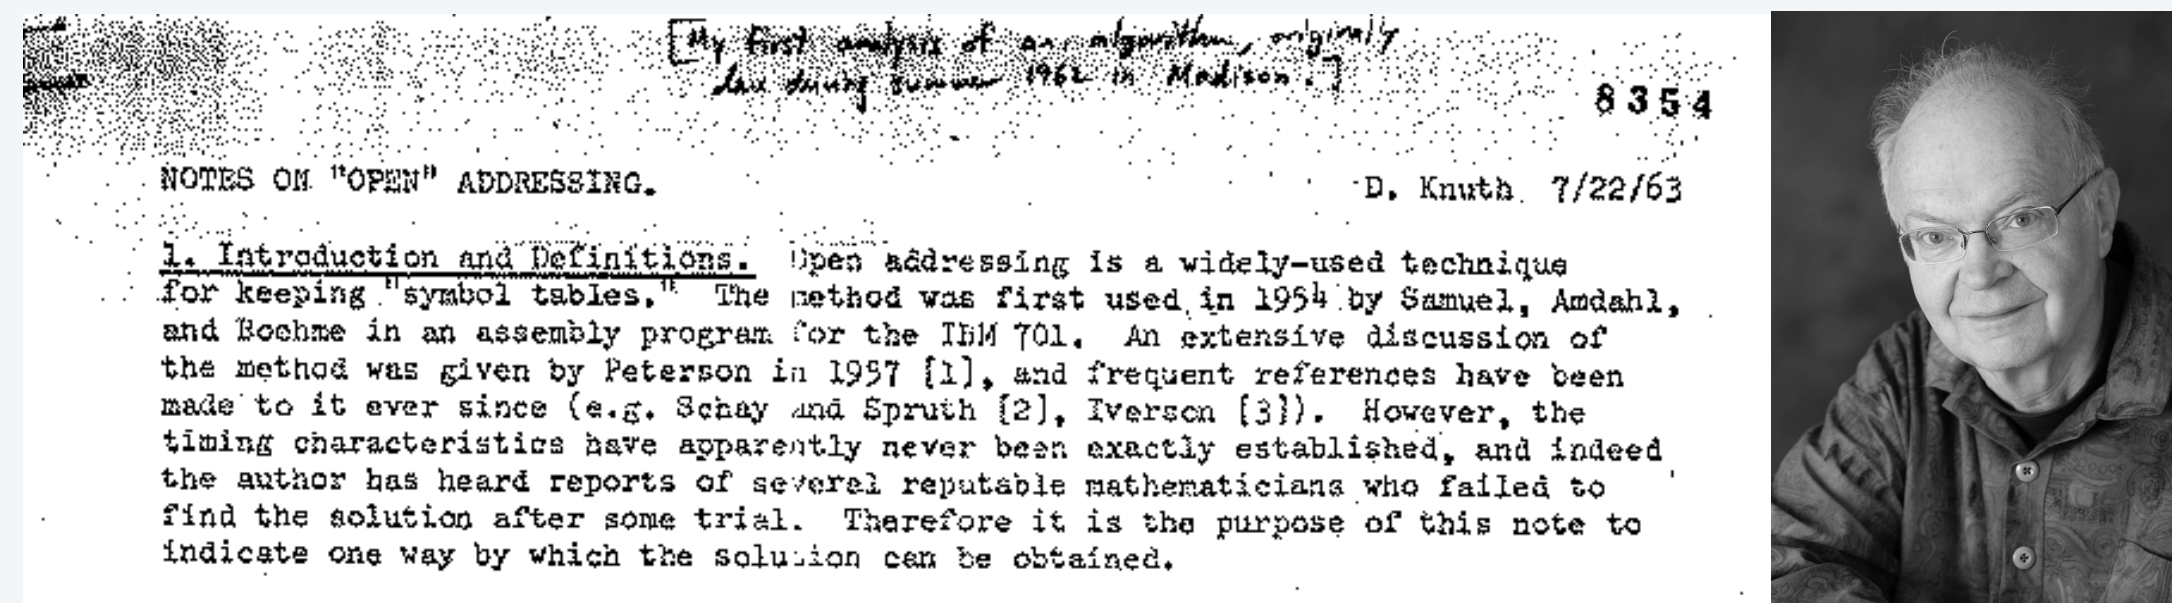 [My first analysis of an algorithm, originally
done during summer 1962 in Madison.]
8354
NOTES ON "OPEN" ADDRESSING.
D. Knuth 7/22/63
1. Introduction and Definitions. Open addressing is a widely-used technique
for keeping "symbol tables." The method was first used in 1954 by Samuel, Amdahl,
and Boehme in an assembly program for the IBM 701. An extensive discussion of
the method was given by Peterson in 1957 [1], and frequent references have been
made to it ever since (e.g. Schay and Spruth [2], Iverson [3]). However, the
timing characteristics have apparently never been exactly established, and indeed
the author has heard reports of several reputable mathematicians who failed to
find the solution after some trial. Therefore it is the purpose of this note to
indicate one way by which the solution can be obtained.